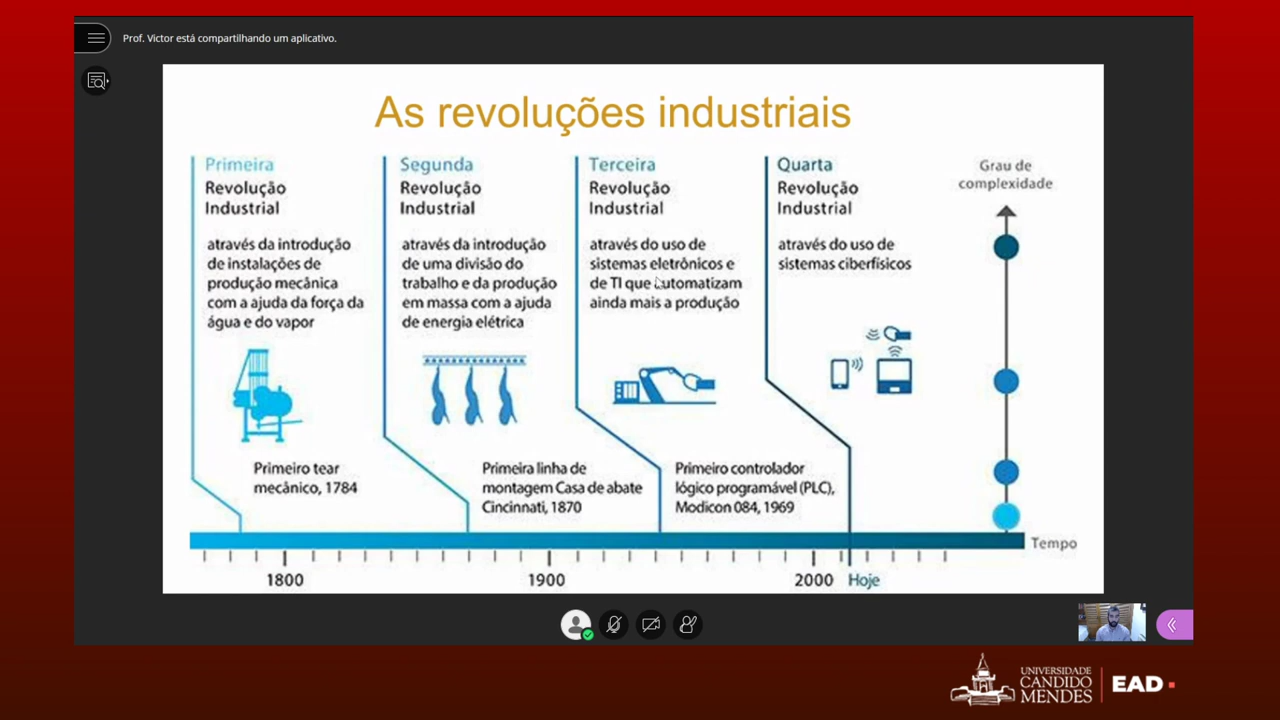 Prof. Victor está compartilhando um aplicativo.
As revoluções industriais
Primeira
Revolução
Industrial
através da introdução
de instalações de
produção mecânica
com a ajuda da força da
água e do vapor
Primeiro tear
mecânico, 1784
Segunda
Revolução
Industrial
através da introdução
de uma divisão do
trabalho e da produção
em massa com a ajuda
de energia elétrica
Primeira linha de
montagem Casa de abate
Cincinnati, 1870
Terceira
Revolução
Industrial
através do uso de
sistemas eletrônicos e
de TI que automatizam
ainda mais a produção
Primeiro controlador
lógico programável (PLC),
Modicon 084, 1969
Quarta
Revolução
Industrial
através do uso de
sistemas ciberfísicos
Grau de
complexidade
Tempo
1800
1900
2000
Hoje
UNIVERSIDADE
CANDIDO
MENDES
EAD